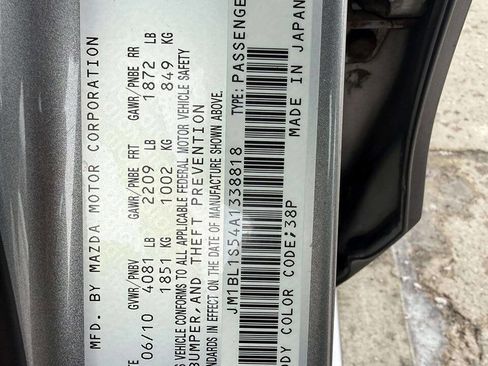 MFD. BY MAZDA MOTOR CORPORATION
DATE GVWR/PNBV GAWR/PNBE FRT GAWR/PNBE RR
06/10 4081 LB 2209 LB 1872 LB
1851 KG 1002 KG 849 KG
VEHICLE CONFORMS TO ALL APPLICABLE FEDERAL MOTOR VEHICLE SAFETY
BUMPER, AND THEFT PREVENTION
STANDARDS IN EFFECT ON THE DATE OF MANUFACTURE SHOWN ABOVE.
JM1BL1S54A1338818 TYPE: PASSENGE
BODY COLOR CODE;38P MADE IN JAPAN